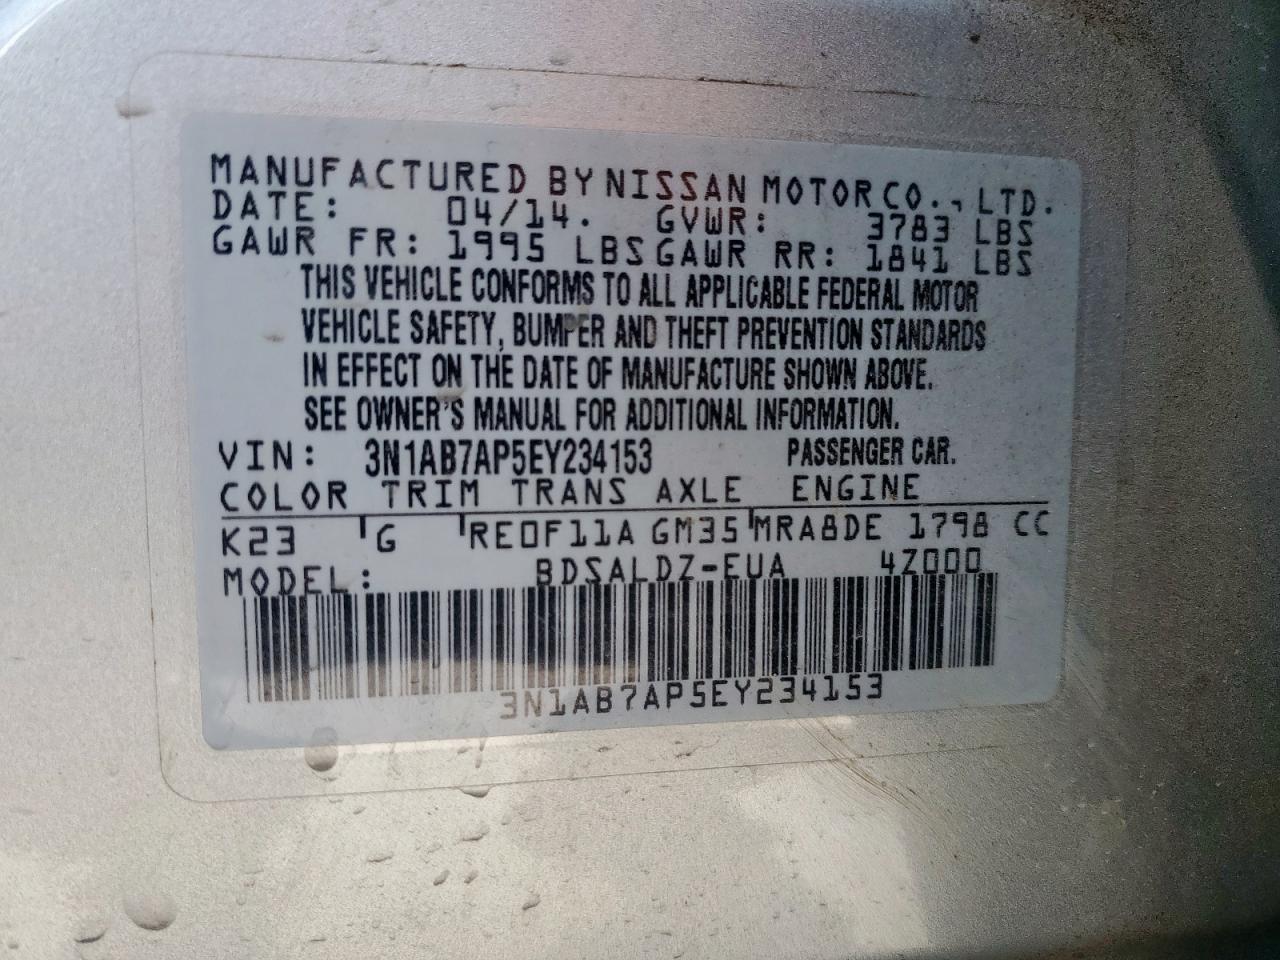 MANUFACTURED BY NISSAN MOTOR CO., LTD.
DATE: 04/14. GVWR: 3783 LBS
GAWR FR: 1995 LBS GAWR RR: 1841 LBS
THIS VEHICLE CONFORMS TO ALL APPLICABLE FEDERAL MOTOR
VEHICLE SAFETY, BUMPER AND THEFT PREVENTION STANDARDS
IN EFFECT ON THE DATE OF MANUFACTURE SHOWN ABOVE.
SEE OWNER'S MANUAL FOR ADDITIONAL INFORMATION.
VIN: 3N1AB7AP5EY234153 PASSENGER CAR.
COLOR TRIM TRANS AXLE ENGINE
K23 G RE0F11A GM35 MRA8DE 1798 CC
MODEL: BDSALDZ-EUA 4Z000
3N1AB7AP5EY234153